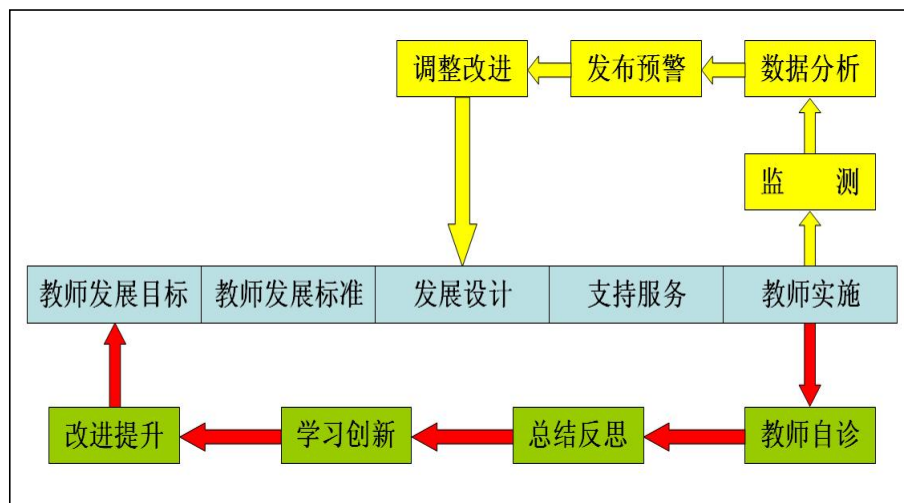 调整改进 发布预警 数据分析
监 测
教师发展目标 教师发展标准 发展设计 支持服务 教师实施
改进提升 学习创新 总结反思 教师自诊